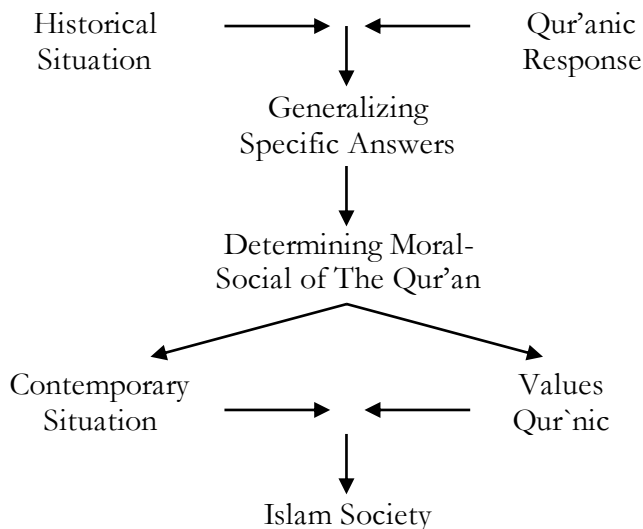 Historical
Situation
Qur’anic
Response
Generalizing
Specific Answers
Determining Moral-
Social of The Qur’an
Contemporary
Situation
Values
Qur`nic
Islam Society